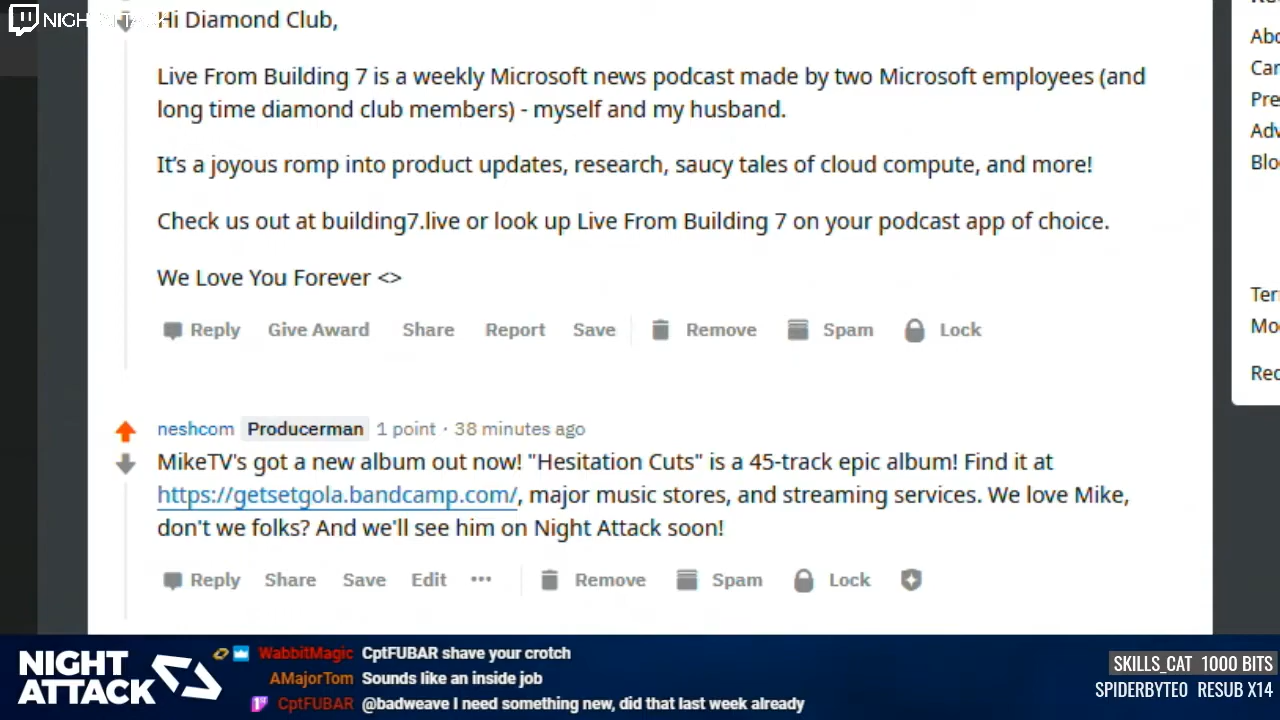 NIGHT ATTACK
Hi Diamond Club,
Live From Building 7 is a weekly Microsoft news podcast made by two Microsoft employees (and
long time diamond club members) - myself and my husband.
It's a joyous romp into product updates, research, saucy tales of cloud compute, and more!
Check us out at building7.live or look up Live From Building 7 on your podcast app of choice.
We Love You Forever <>
Reply Give Award Share Report Save Remove Spam Lock
neshcom Producerman 1 point · 38 minutes ago
MikeTV's got a new album out now! "Hesitation Cuts" is a 45-track epic album! Find it at
https://getsetgola.bandcamp.com/, major music stores, and streaming services. We love Mike,
don't we folks? And we'll see him on Night Attack soon!
Reply Share Save Edit ••• Remove Spam Lock
Abo
Car
Pre
Adv
Blo
Ter
Mo
Red
NIGHT
ATTACK
WabbitMagic CptFUBAR shave your crotch
AMajorTom Sounds like an inside job
CptFUBAR @badweave I need something new, did that last week already
SKILLS_CAT 1000 BITS
SPIDERBYTE0 RESUB X14